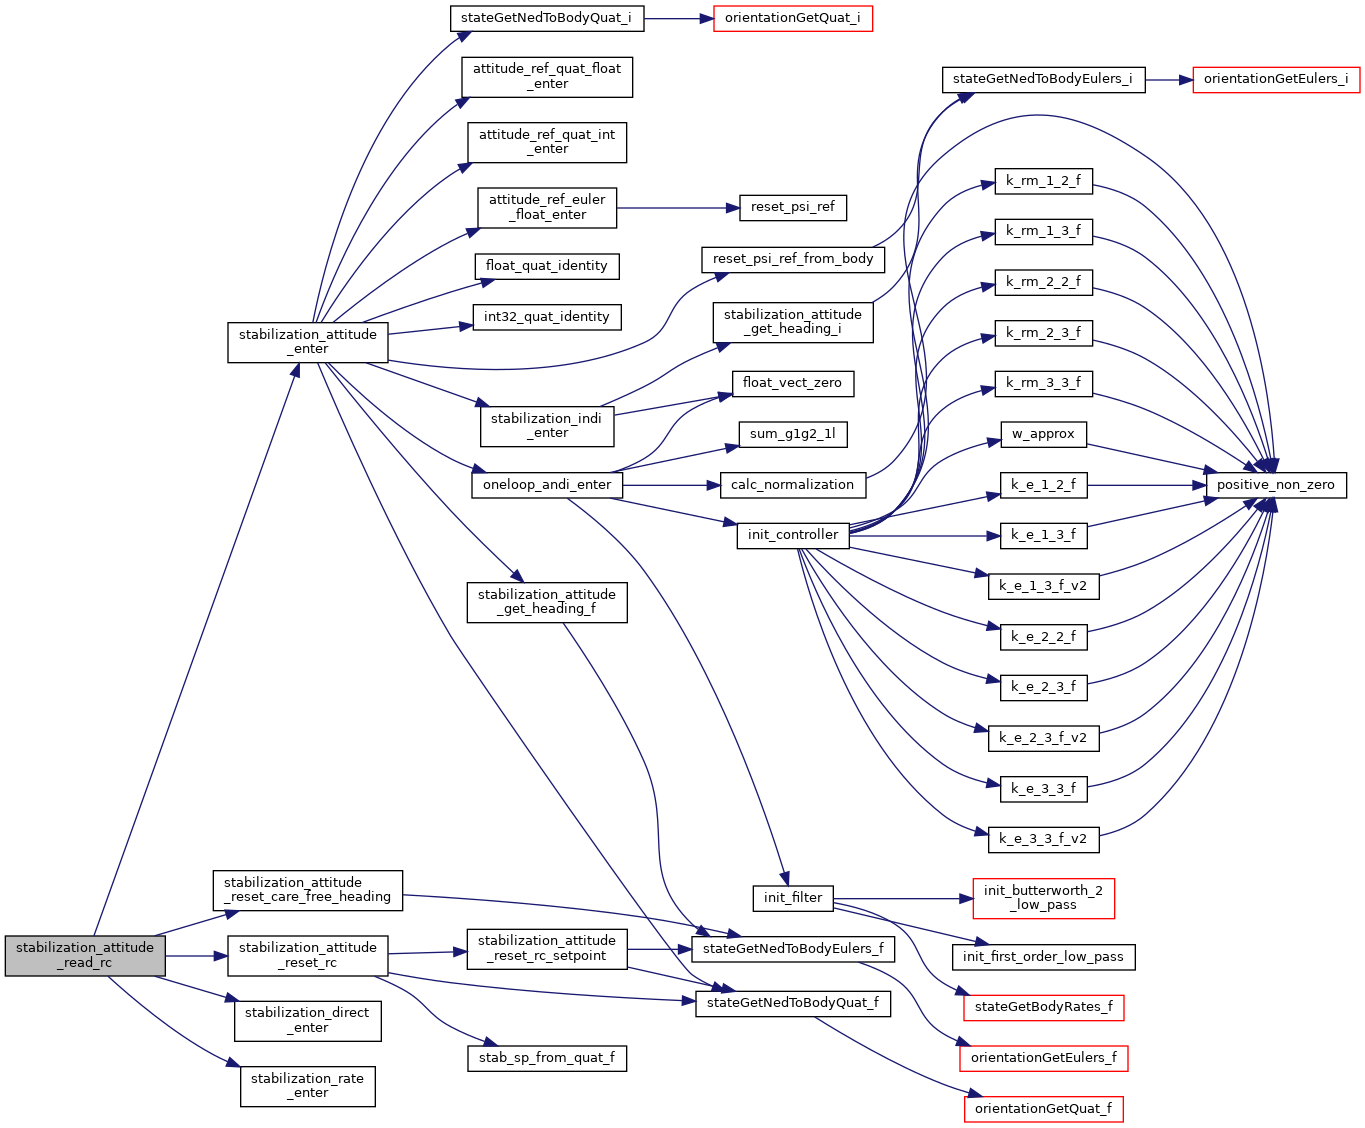 stateGetNedToBodyQuat_i
orientationGetQuat_i
attitude_ref_quat_float
_enter
stateGetNedToBodyEulers_i
orientationGetEulers_i
attitude_ref_quat_int
_enter
k_rm_1_2_f
attitude_ref_euler
_float_enter
reset_psi_ref
k_rm_1_3_f
float_quat_identity
reset_psi_ref_from_body
k_rm_2_2_f
int32_quat_identity
stabilization_attitude
_get_heading_i
stabilization_attitude
_enter
k_rm_2_3_f
float_vect_zero
k_rm_3_3_f
stabilization_indi
_enter
sum_g1g2_1l
w_approx
oneloop_andi_enter
calc_normalization
k_e_1_2_f
positive_non_zero
init_controller
k_e_1_3_f
k_e_1_3_f_v2
stabilization_attitude
_get_heading_f
k_e_2_2_f
k_e_2_3_f
k_e_2_3_f_v2
k_e_3_3_f
k_e_3_3_f_v2
stabilization_attitude
_reset_care_free_heading
init_filter
init_butterworth_2
_low_pass
stabilization_attitude
_read_rc
stabilization_attitude
_reset_rc
stabilization_attitude
_reset_rc_setpoint
stateGetNedToBodyEulers_f
init_first_order_low_pass
stateGetNedToBodyQuat_f
stateGetBodyRates_f
stabilization_direct
_enter
stab_sp_from_quat_f
orientationGetEulers_f
stabilization_rate
_enter
orientationGetQuat_f